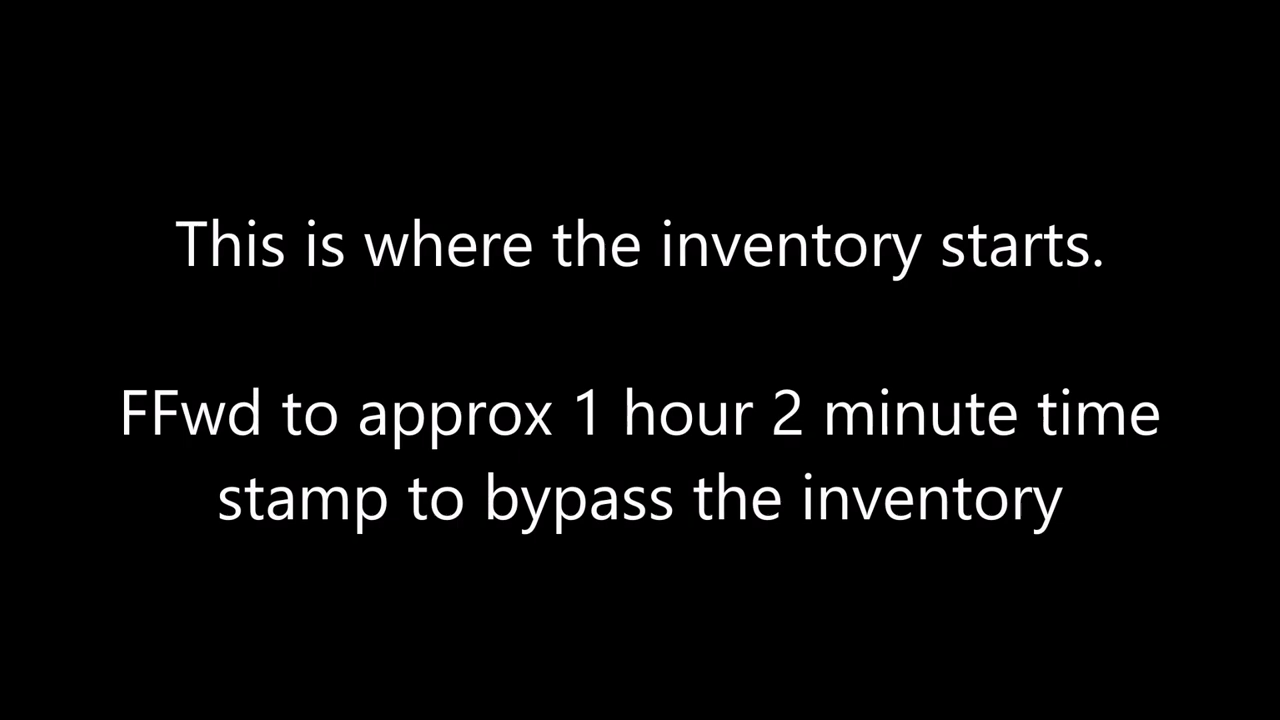 This is where the inventory starts.
FFwd to approx 1 hour 2 minute time
stamp to bypass the inventory